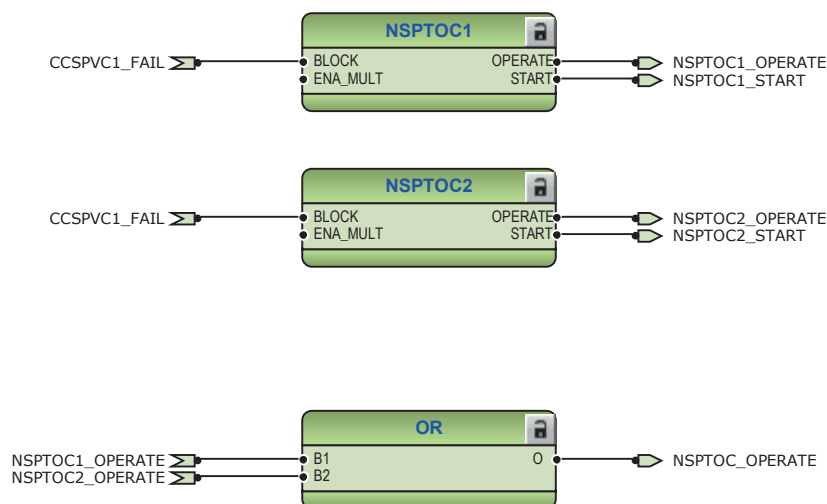 NSPTOC1
CCSPVC1_FAIL BLOCK OPERATE NSPTOC1_OPERATE
ENA_MULT START NSPTOC1_START
NSPTOC2
CCSPVC1_FAIL BLOCK OPERATE NSPTOC2_OPERATE
ENA_MULT START NSPTOC2_START
OR
NSPTOC1_OPERATE B1 O NSPTOC_OPERATE
NSPTOC2_OPERATE B2